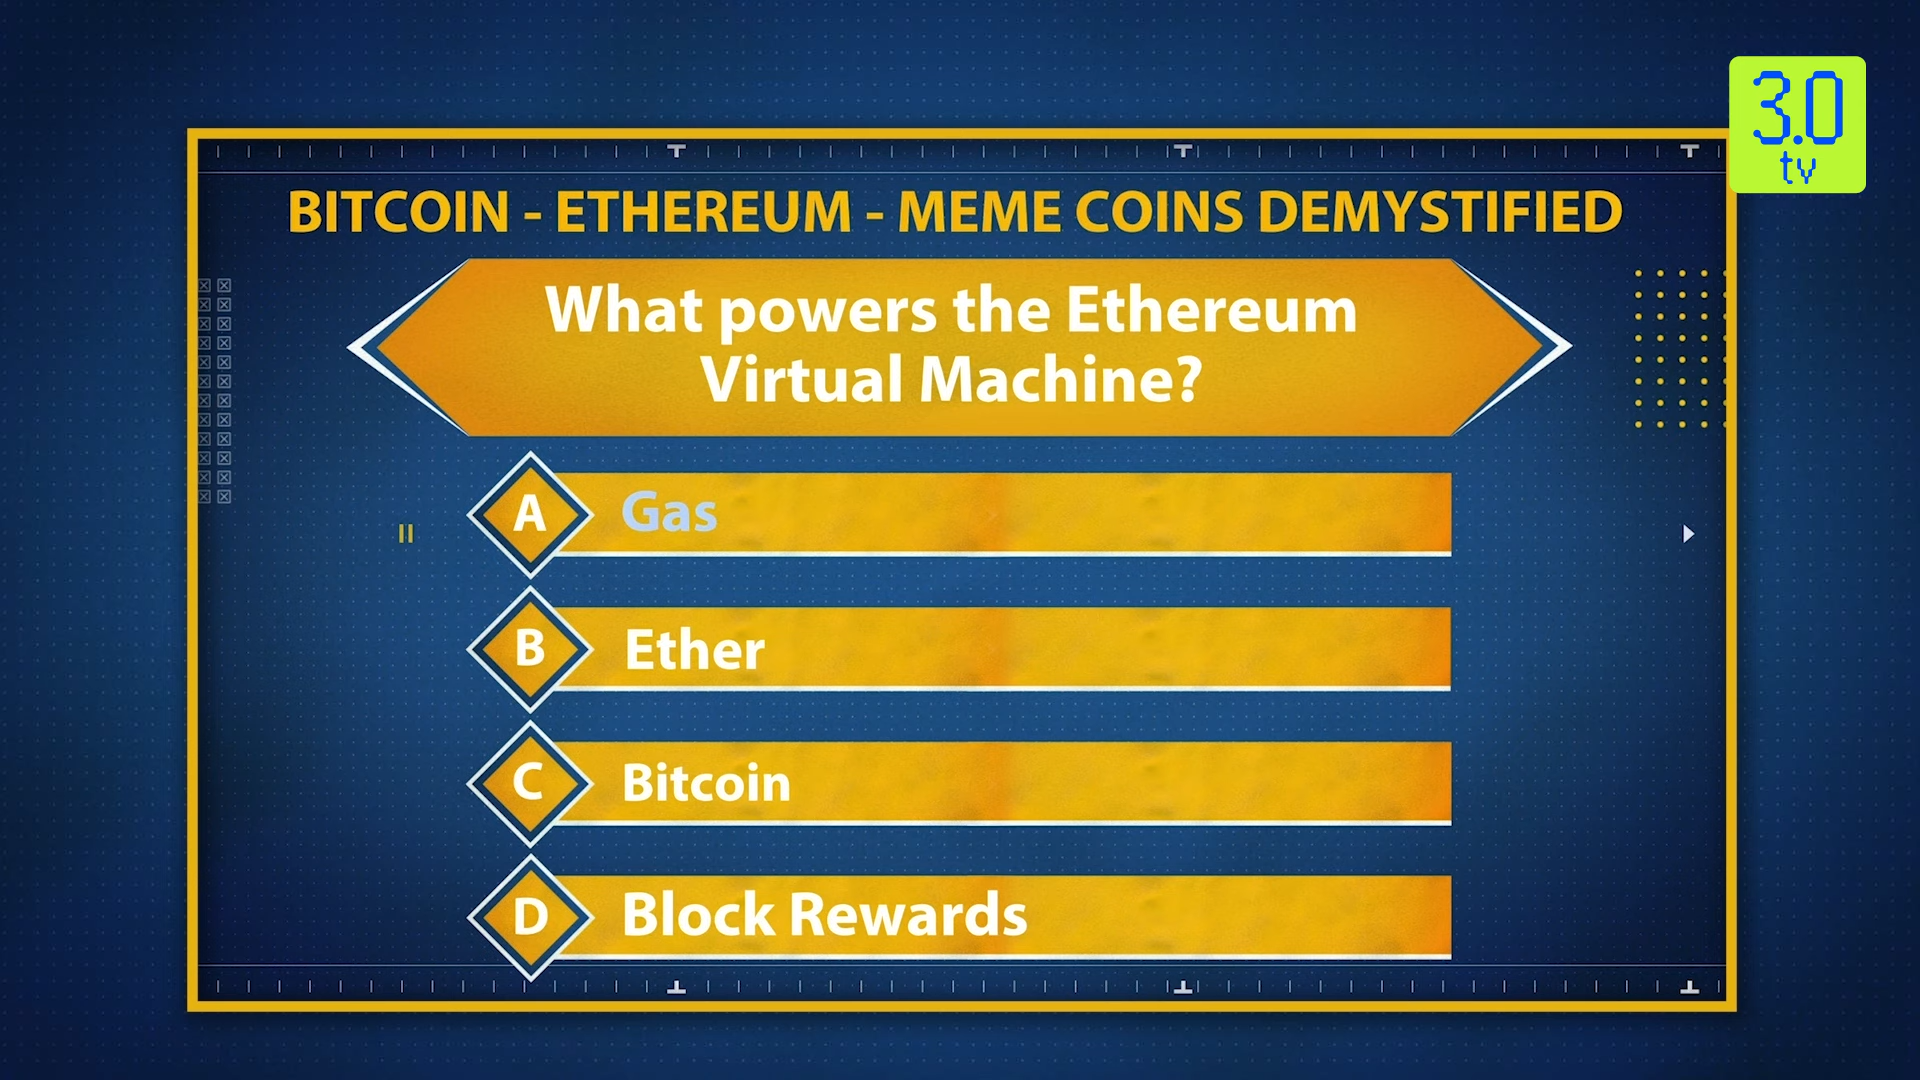 3.0
tv
BITCOIN - ETHEREUM - MEME COINS DEMYSTIFIED
What powers the Ethereum
Virtual Machine?
A Gas
B Ether
C Bitcoin
D Block Rewards